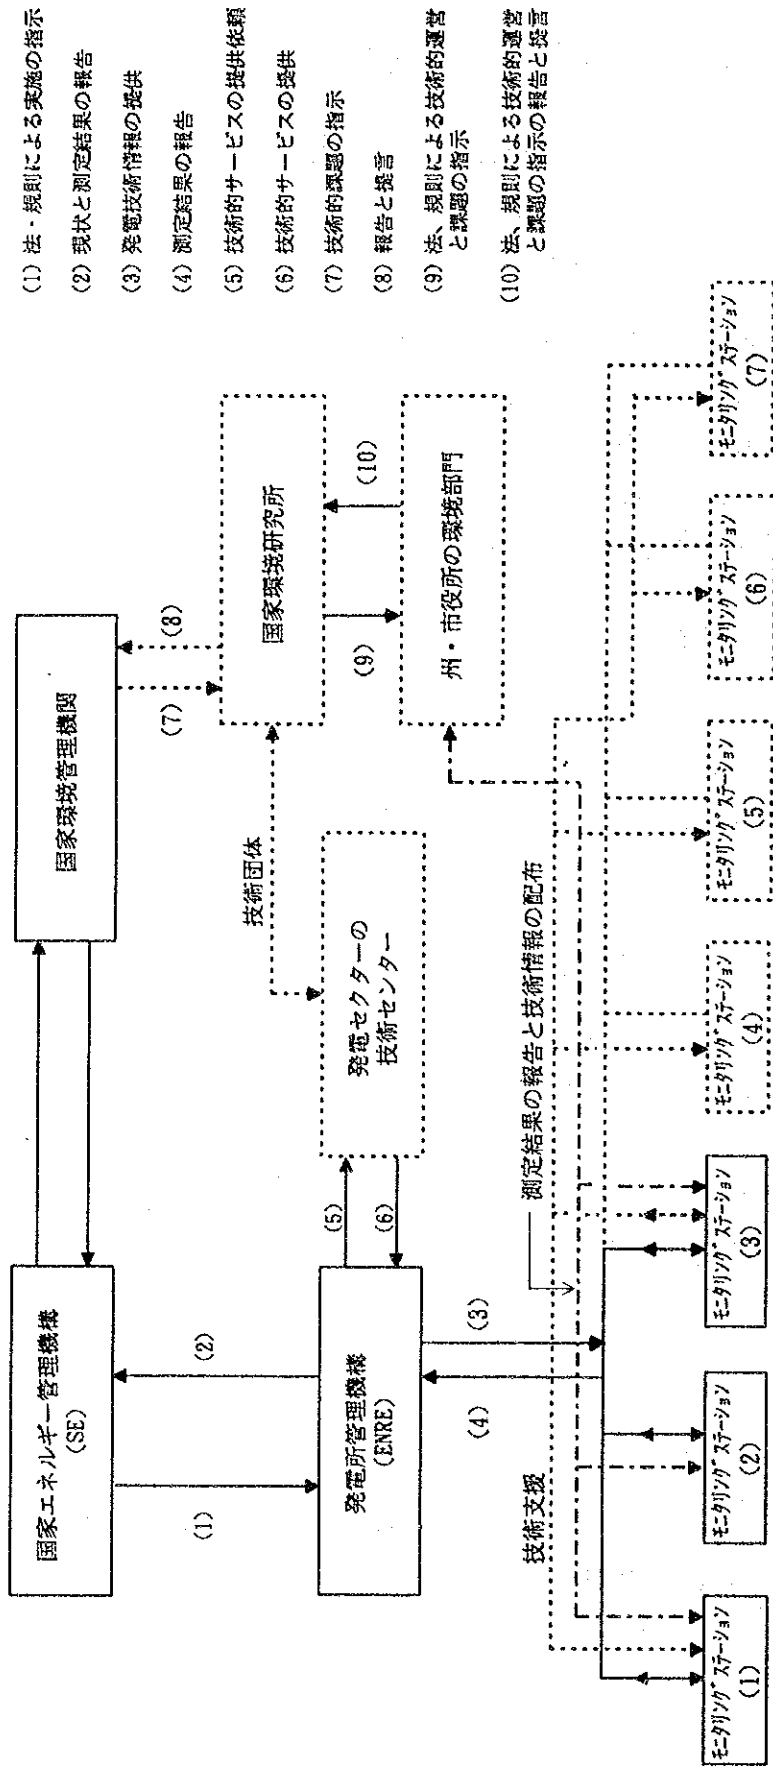 国家エネルギー管理機構
(SE)
国家環境管理機関
(1)
(2)
(7)
(8)
発電所管理機構
(ENRE)
(5)
(6)
発電セクターの
技術センター
技術団体
国家環境研究所
(9)
(10)
州・市役所の環境部門
(4)
(3)
技術支援
測定結果の報告と技術情報の配布
モニタリングステーション
(1)
モニタリングステーション
(2)
モニタリングステーション
(3)
モニタリングステーション
(4)
モニタリングステーション
(5)
モニタリングステーション
(6)
モニタリングステーション
(7)
(1) 法・規則による実施の指示
(2) 現状と測定結果の報告
(3) 発電技術情報の提供
(4) 測定結果の報告
(5) 技術的サービスの提供依頼
(6) 技術的サービスの提供
(7) 技術的課題の指示
(8) 報告と提言
(9) 法、規則による技術的運営
と課題の指示
(10) 法、規則による技術的運営
と課題の指示の報告と提言